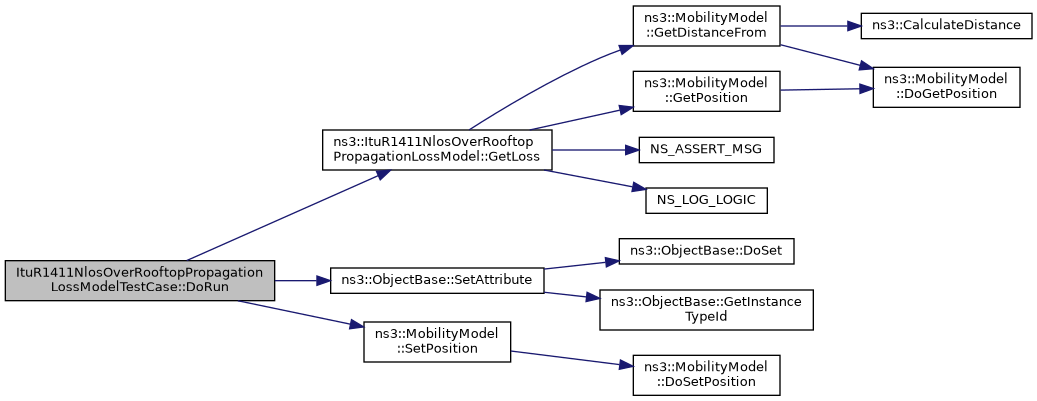 ns3::MobilityModel
::GetDistanceFrom
ns3::CalculateDistance
ns3::MobilityModel
::GetPosition
ns3::MobilityModel
::DoGetPosition
ns3::ItuR1411NlosOverRooftop
PropagationLossModel::GetLoss
NS_ASSERT_MSG
NS_LOG_LOGIC
ItuR1411NlosOverRooftopPropagation
LossModelTestCase::DoRun
ns3::ObjectBase::SetAttribute
ns3::ObjectBase::DoSet
ns3::ObjectBase::GetInstance
TypeId
ns3::MobilityModel
::SetPosition
ns3::MobilityModel
::DoSetPosition